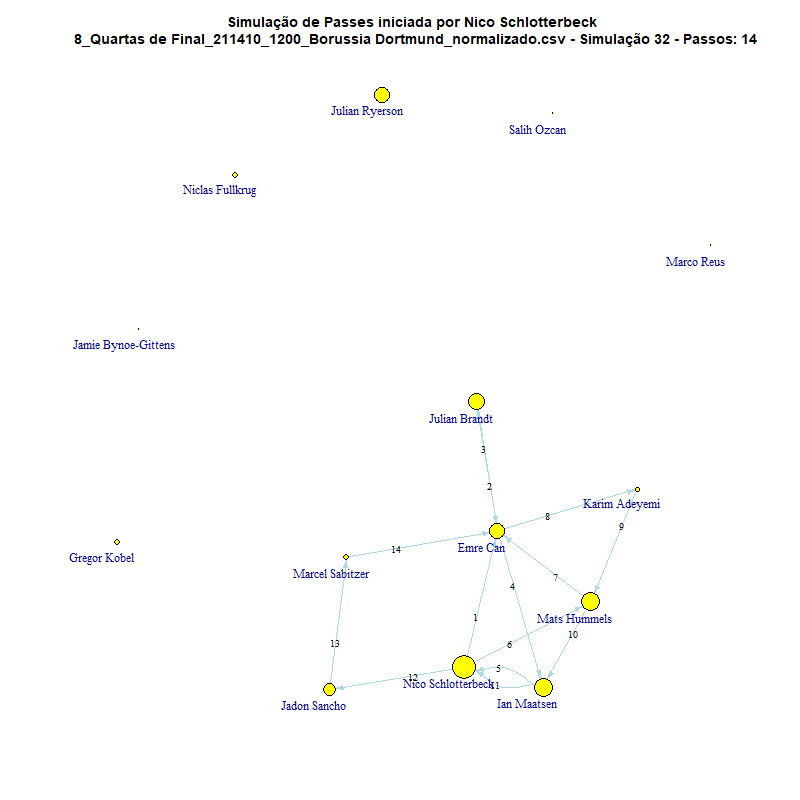 Simulação de Passes iniciada por Nico Schlotterbeck
8_Quartas de Final_211410_1200_Borussia Dortmund_normalizado.csv - Simulação 32 - Passos: 14
Julian Ryerson
Salih Ozcan
Niclas Fullkrug
Marco Reus
Jamie Bynoe-Gittens
Julian Brandt
3
2
Karim Adeyemi
8
9
Emre Can
14
Gregor Kobel
Marcel Sabitzer
7
4
1
Mats Hummels
10
13
6
5
12
Nico Schlotterbeck
11
Jadon Sancho
Ian Maatsen